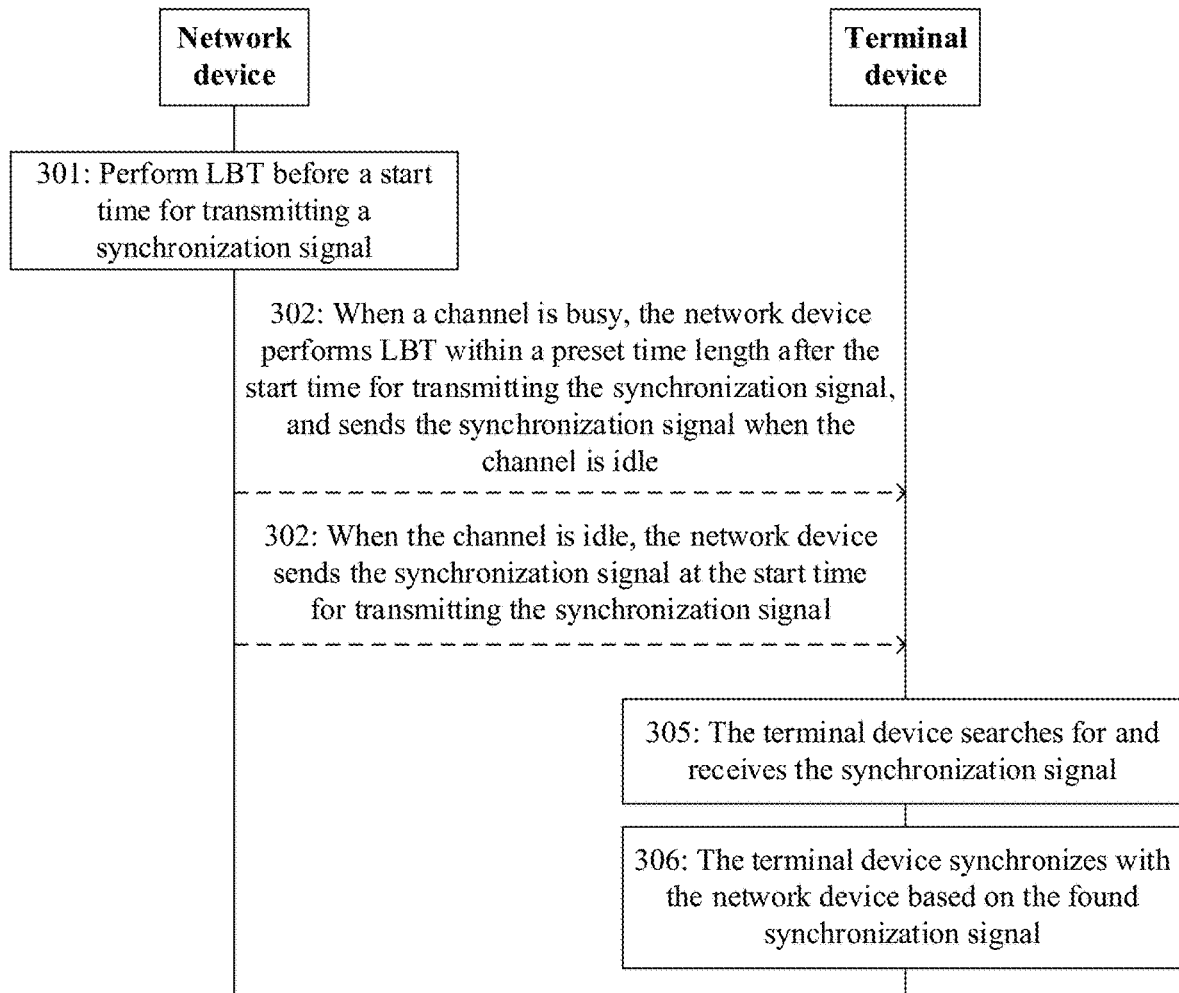 Network
device
Terminal
device
301: Perform LBT before a start
time for transmitting a
synchronization signal
302: When a channel is busy, the network device
performs LBT within a preset time length after the
start time for transmitting the synchronization signal,
and sends the synchronization signal when the
channel is idle
302: When the channel is idle, the network device
sends the synchronization signal at the start time
for transmitting the synchronization signal
305: The terminal device searches for and
receives the synchronization signal
306: The terminal device synchronizes with
the network device based on the found
synchronization signal